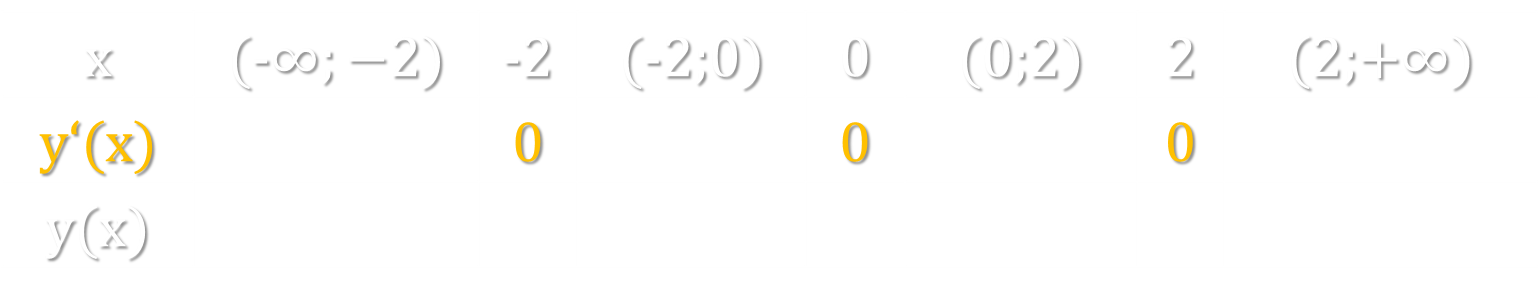 x (-∞; −2) -2 (-2;0) 0 (0;2) 2 (2;+∞)
y‘(x) 0 0 0
y(x)